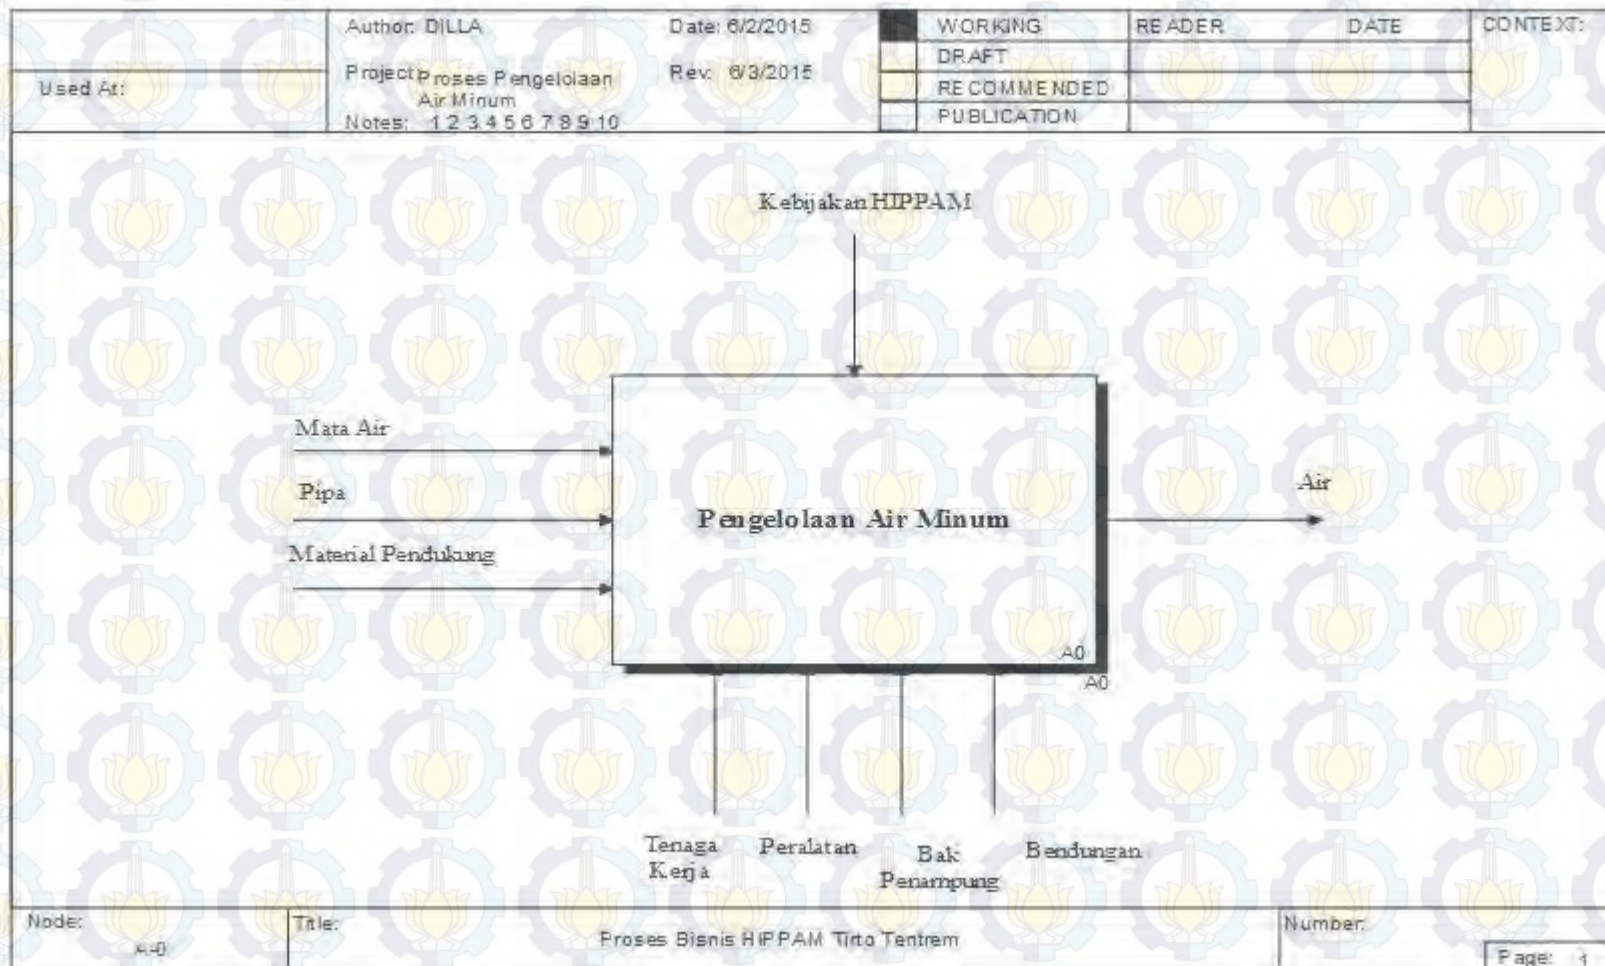 Author: DILLA
Date: 6/2/2015
WORKING
READER
DATE
CONTEXT:
DRAFT
Used At:
Project: Proses Pengelolaan
Air Minum
Rev: 6/3/2015
RECOMMENDED
Notes: 1 2 3 4 5 6 7 8 9 10
PUBLICATION
Kebijakan HIPPAM
Mata Air
Pipa
Material Pendukung
Pengelolaan Air Minum
Air
A0
A0
Tenaga
Kerja
Peralatan
Bak
Penampung
Bendungan
Node:
A-0
Title:
Proses Bisnis HIPPAM Tirto Tentrem
Number:
Page: 1